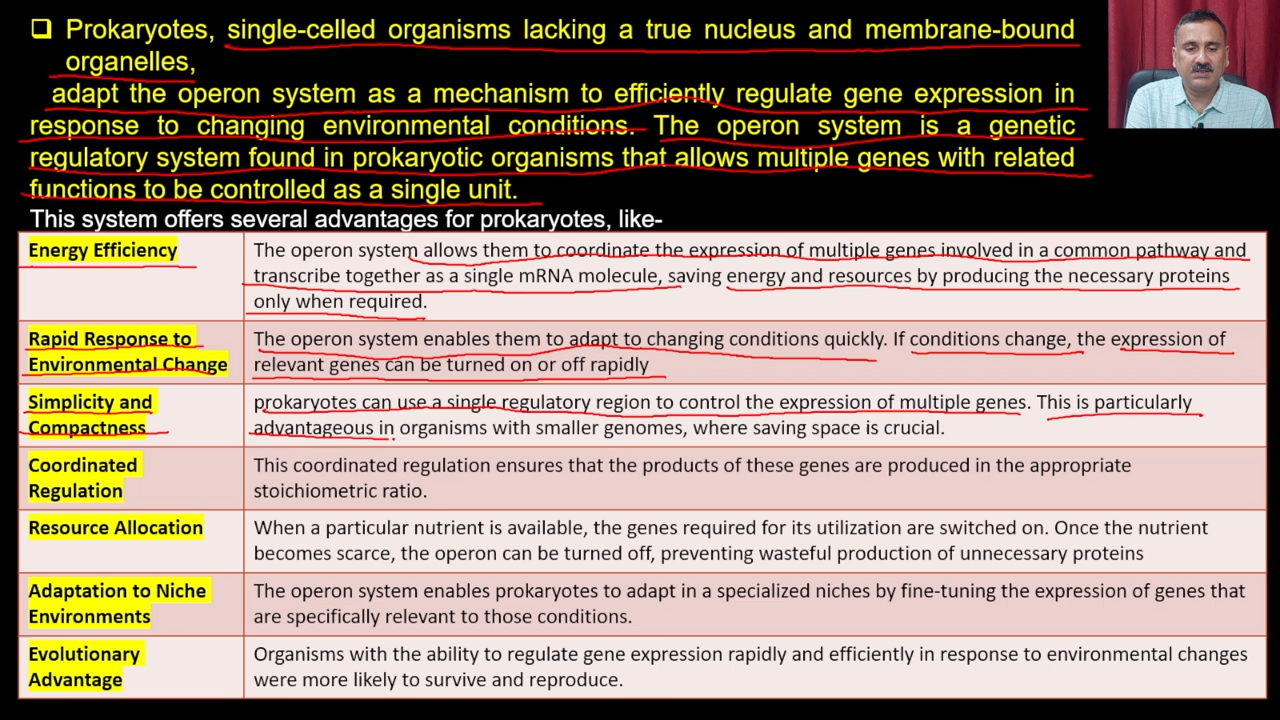 ❑ Prokaryotes, single-celled organisms lacking a true nucleus and membrane-bound
organelles,
adapt the operon system as a mechanism to efficiently regulate gene expression in
response to changing environmental conditions. The operon system is a genetic
regulatory system found in prokaryotic organisms that allows multiple genes with related
functions to be controlled as a single unit.
This system offers several advantages for prokaryotes, like-
Energy Efficiency
The operon system allows them to coordinate the expression of multiple genes involved in a common pathway and
transcribe together as a single mRNA molecule, saving energy and resources by producing the necessary proteins
only when required.
Rapid Response to
Environmental Change
The operon system enables them to adapt to changing conditions quickly. If conditions change, the expression of
relevant genes can be turned on or off rapidly
Simplicity and
Compactness
prokaryotes can use a single regulatory region to control the expression of multiple genes. This is particularly
advantageous in organisms with smaller genomes, where saving space is crucial.
Coordinated
Regulation
This coordinated regulation ensures that the products of these genes are produced in the appropriate
stoichiometric ratio.
Resource Allocation
When a particular nutrient is available, the genes required for its utilization are switched on. Once the nutrient
becomes scarce, the operon can be turned off, preventing wasteful production of unnecessary proteins
Adaptation to Niche
Environments
The operon system enables prokaryotes to adapt in a specialized niches by fine-tuning the expression of genes that
are specifically relevant to those conditions.
Evolutionary
Advantage
Organisms with the ability to regulate gene expression rapidly and efficiently in response to environmental changes
were more likely to survive and reproduce.